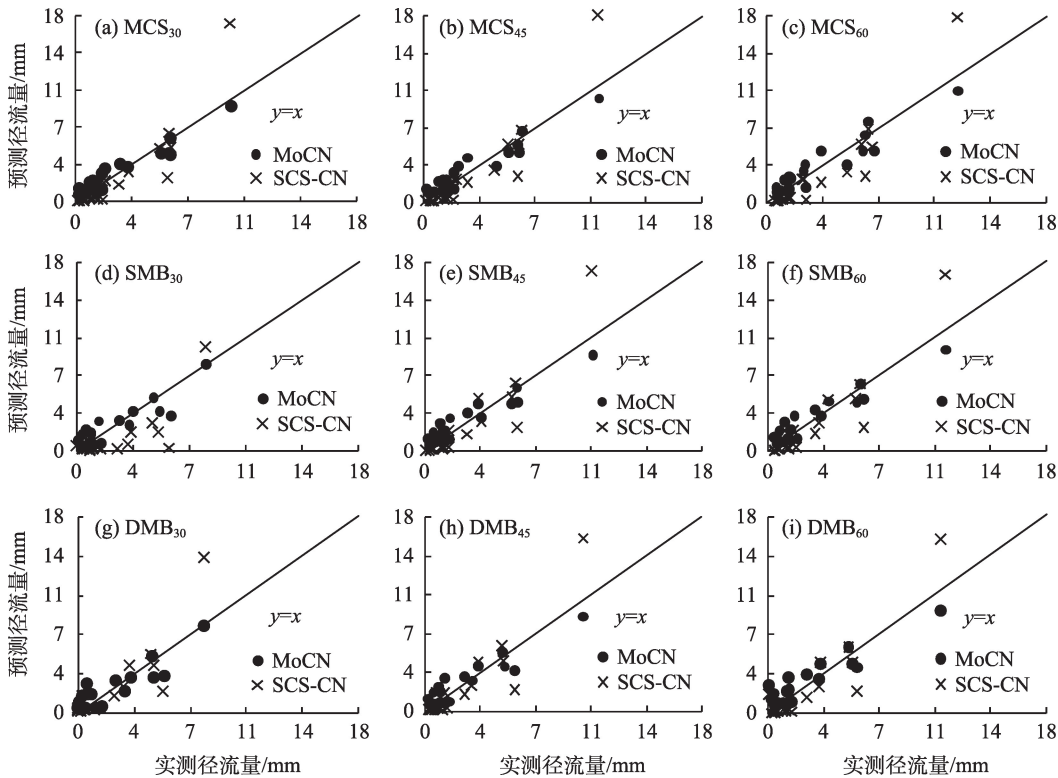 (a) MCS30
(b) MCS45
(c) MCS60
预测径流量/mm
18
14
11
7
4
0
y=x
MoCN
SCS-CN
0 4 7 11 14 18
18
14
11
7
4
0
y=x
MoCN
SCS-CN
0 4 7 11 14 18
18
14
11
7
4
0
y=x
MoCN
SCS-CN
0 4 7 11 14 18
(d) SMB30
(e) SMB45
(f) SMB60
预测径流量/mm
18
14
11
7
4
0
y=x
MoCN
SCS-CN
0 4 7 11 14 18
18
14
11
7
4
0
y=x
MoCN
SCS-CN
0 4 7 11 14 18
18
14
11
7
4
0
y=x
MoCN
SCS-CN
0 4 7 11 14 18
(g) DMB30
(h) DMB45
(i) DMB60
预测径流量/mm
18
14
11
7
4
0
y=x
MoCN
SCS-CN
0 4 7 11 14 18
18
14
11
7
4
0
y=x
MoCN
SCS-CN
0 4 7 11 14 18
18
14
11
7
4
0
y=x
MoCN
SCS-CN
0 4 7 11 14 18
实测径流量/mm
实测径流量/mm
实测径流量/mm